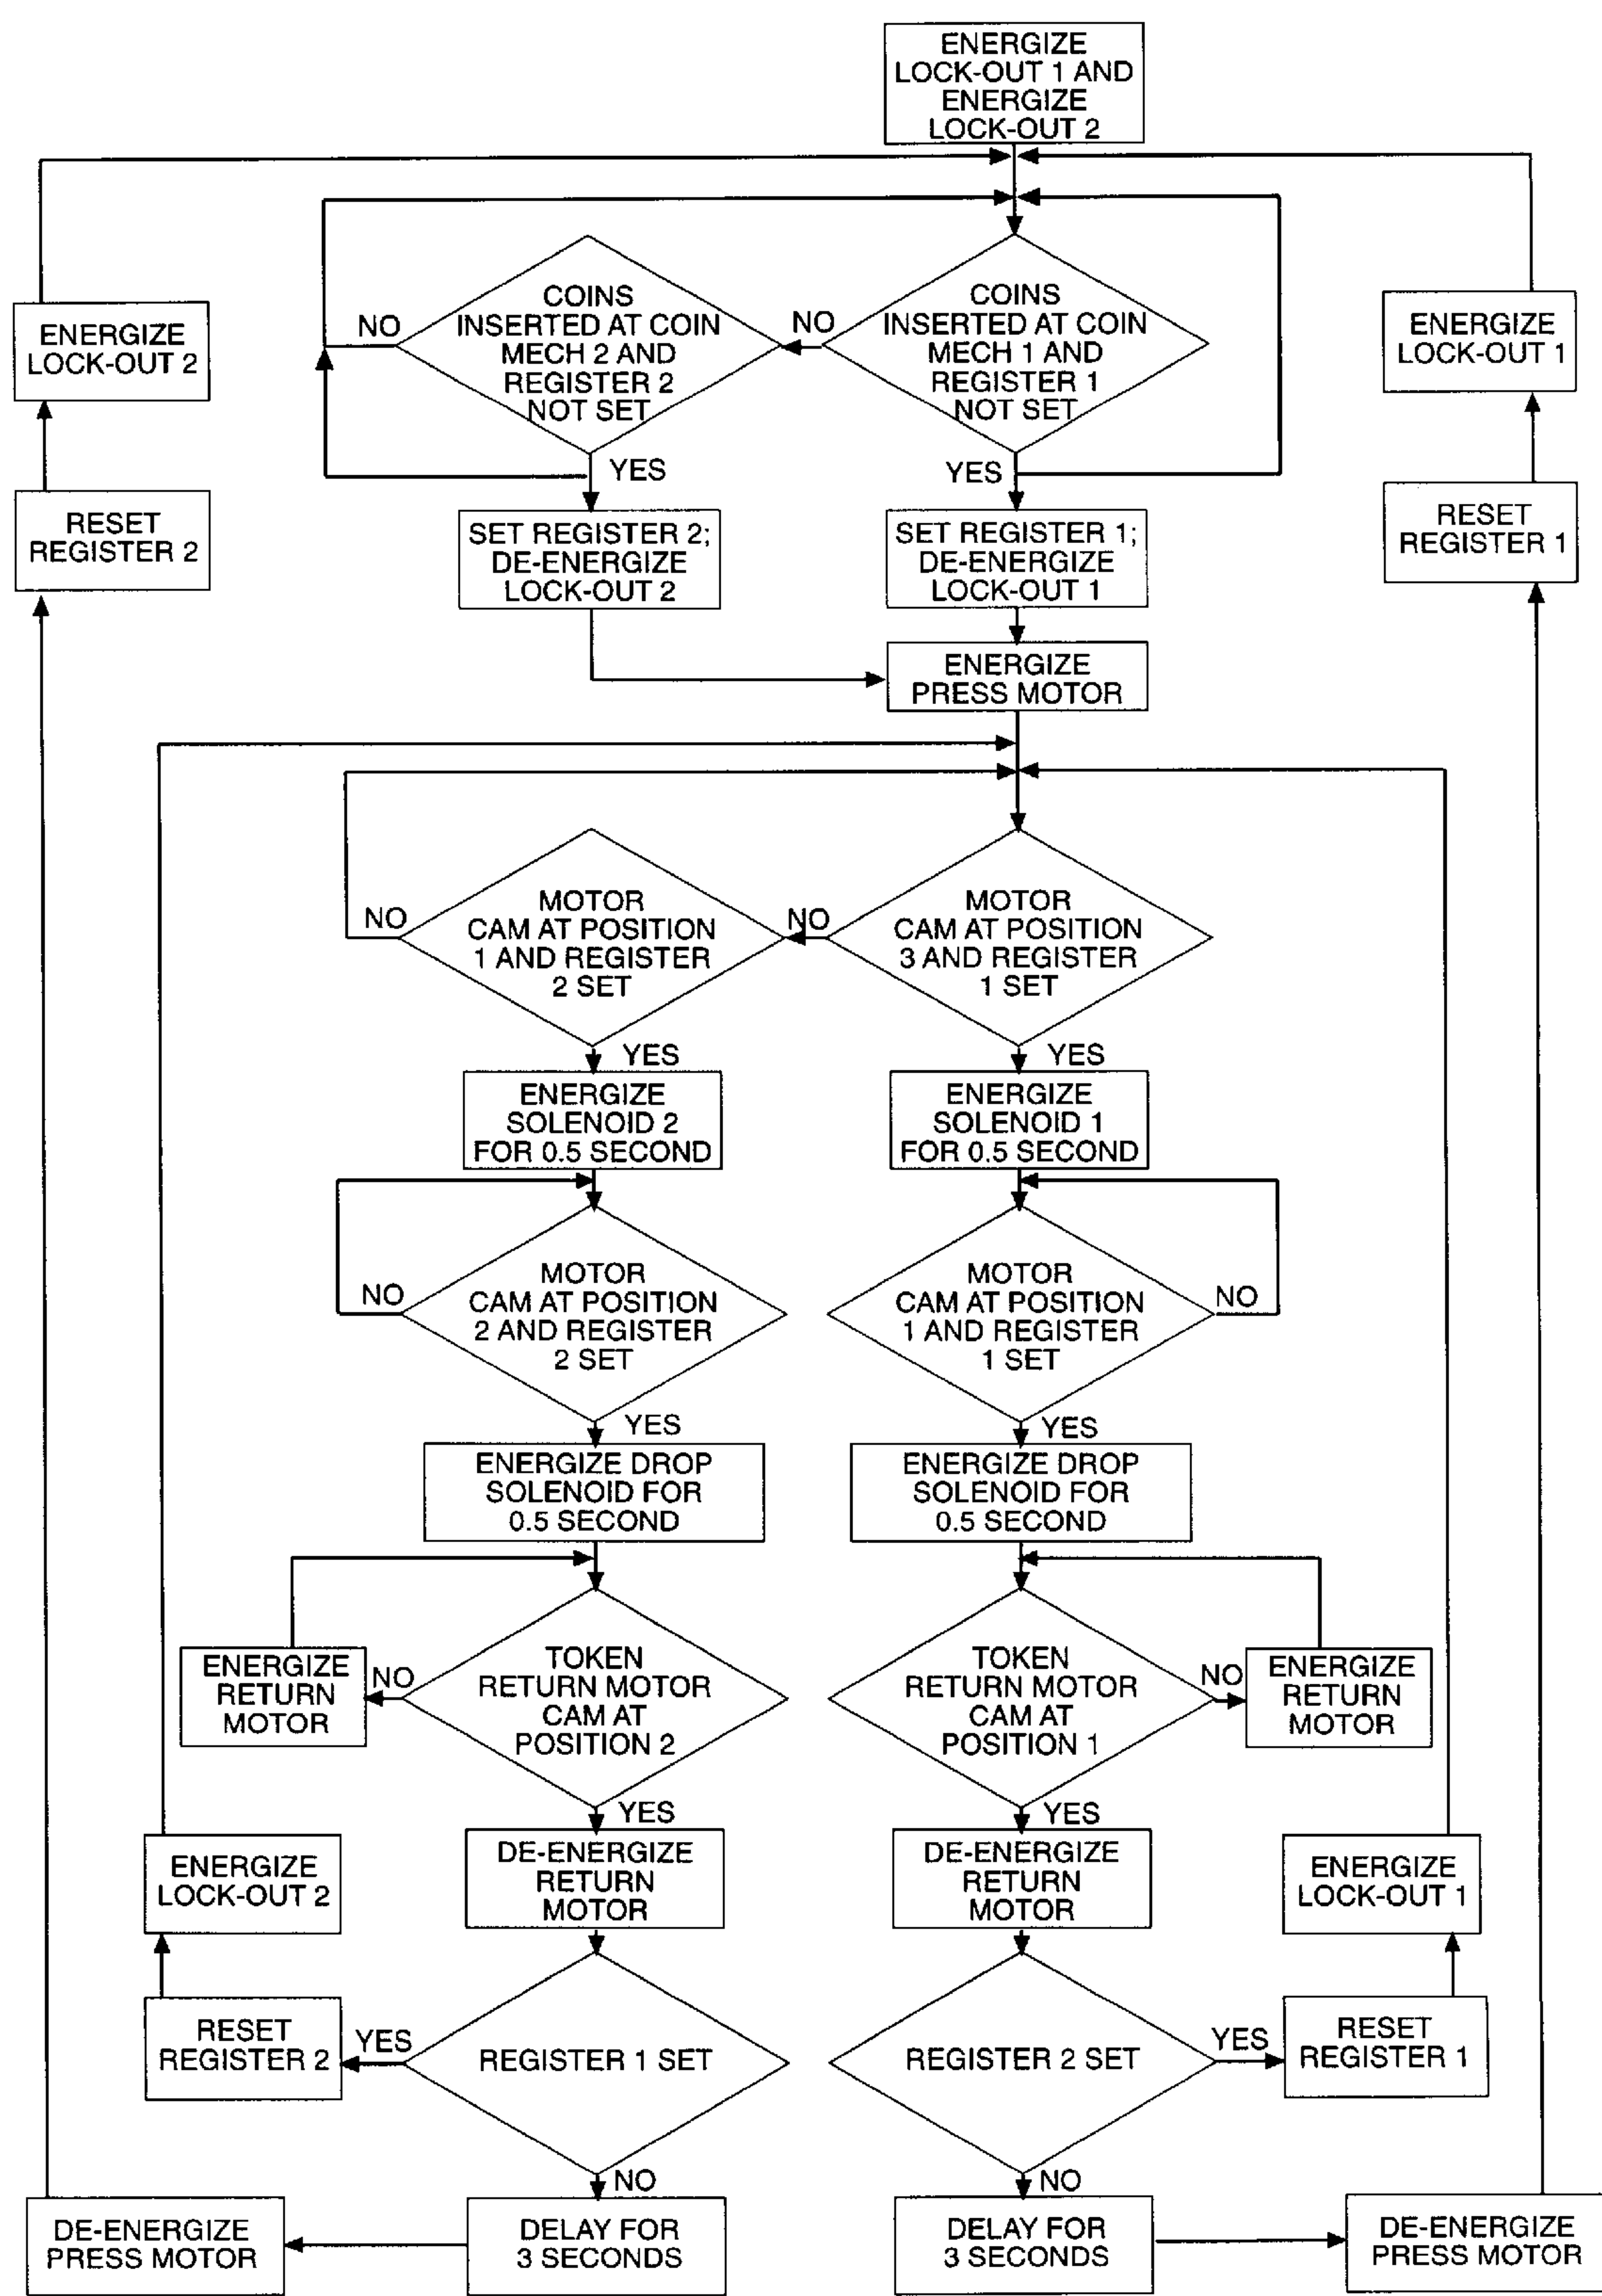 ENERGIZE
LOCK-OUT 1 AND
ENERGIZE
LOCK-OUT 2
ENERGIZE
LOCK-OUT 2
NO
COINS
INSERTED AT COIN
MECH 2 AND
REGISTER 2
NOT SET
NO
COINS
INSERTED AT COIN
MECH 1 AND
REGISTER 1
NOT SET
ENERGIZE
LOCK-OUT 1
YES
YES
RESET
REGISTER 2
SET REGISTER 2;
DE-ENERGIZE
LOCK-OUT 2
SET REGISTER 1;
DE-ENERGIZE
LOCK-OUT 1
RESET
REGISTER 1
ENERGIZE
PRESS MOTOR
NO
MOTOR
CAM AT POSITION
1 AND REGISTER
2 SET
NO
MOTOR
CAM AT POSITION
3 AND REGISTER
1 SET
YES
YES
ENERGIZE
SOLENOID 2
FOR 0.5 SECOND
ENERGIZE
SOLENOID 1
FOR 0.5 SECOND
NO
MOTOR
CAM AT POSITION
2 AND REGISTER
2 SET
MOTOR
CAM AT POSITION
1 AND REGISTER
1 SET
NO
YES
YES
ENERGIZE DROP
SOLENOID FOR
0.5 SECOND
ENERGIZE DROP
SOLENOID FOR
0.5 SECOND
ENERGIZE
RETURN
MOTOR
NO
TOKEN
RETURN MOTOR
CAM AT
POSITION 2
TOKEN
RETURN MOTOR
CAM AT
POSITION 1
NO
ENERGIZE
RETURN
MOTOR
YES
YES
ENERGIZE
LOCK-OUT 2
DE-ENERGIZE
RETURN
MOTOR
DE-ENERGIZE
RETURN
MOTOR
ENERGIZE
LOCK-OUT 1
RESET
REGISTER 2
YES
REGISTER 1 SET
REGISTER 2 SET
YES
RESET
REGISTER 1
NO
NO
DE-ENERGIZE
PRESS MOTOR
DELAY FOR
3 SECONDS
DELAY FOR
3 SECONDS
DE-ENERGIZE
PRESS MOTOR